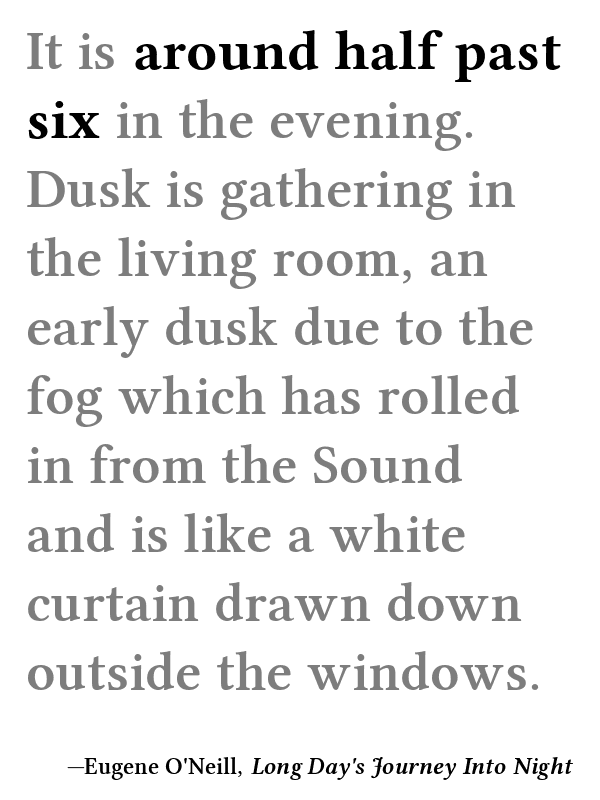 It is around half past
six in the evening.
Dusk is gathering in
the living room, an
early dusk due to the
fog which has rolled
in from the Sound
and is like a white
curtain drawn down
outside the windows.
—Eugene O'Neill, Long Day's Journey Into Night